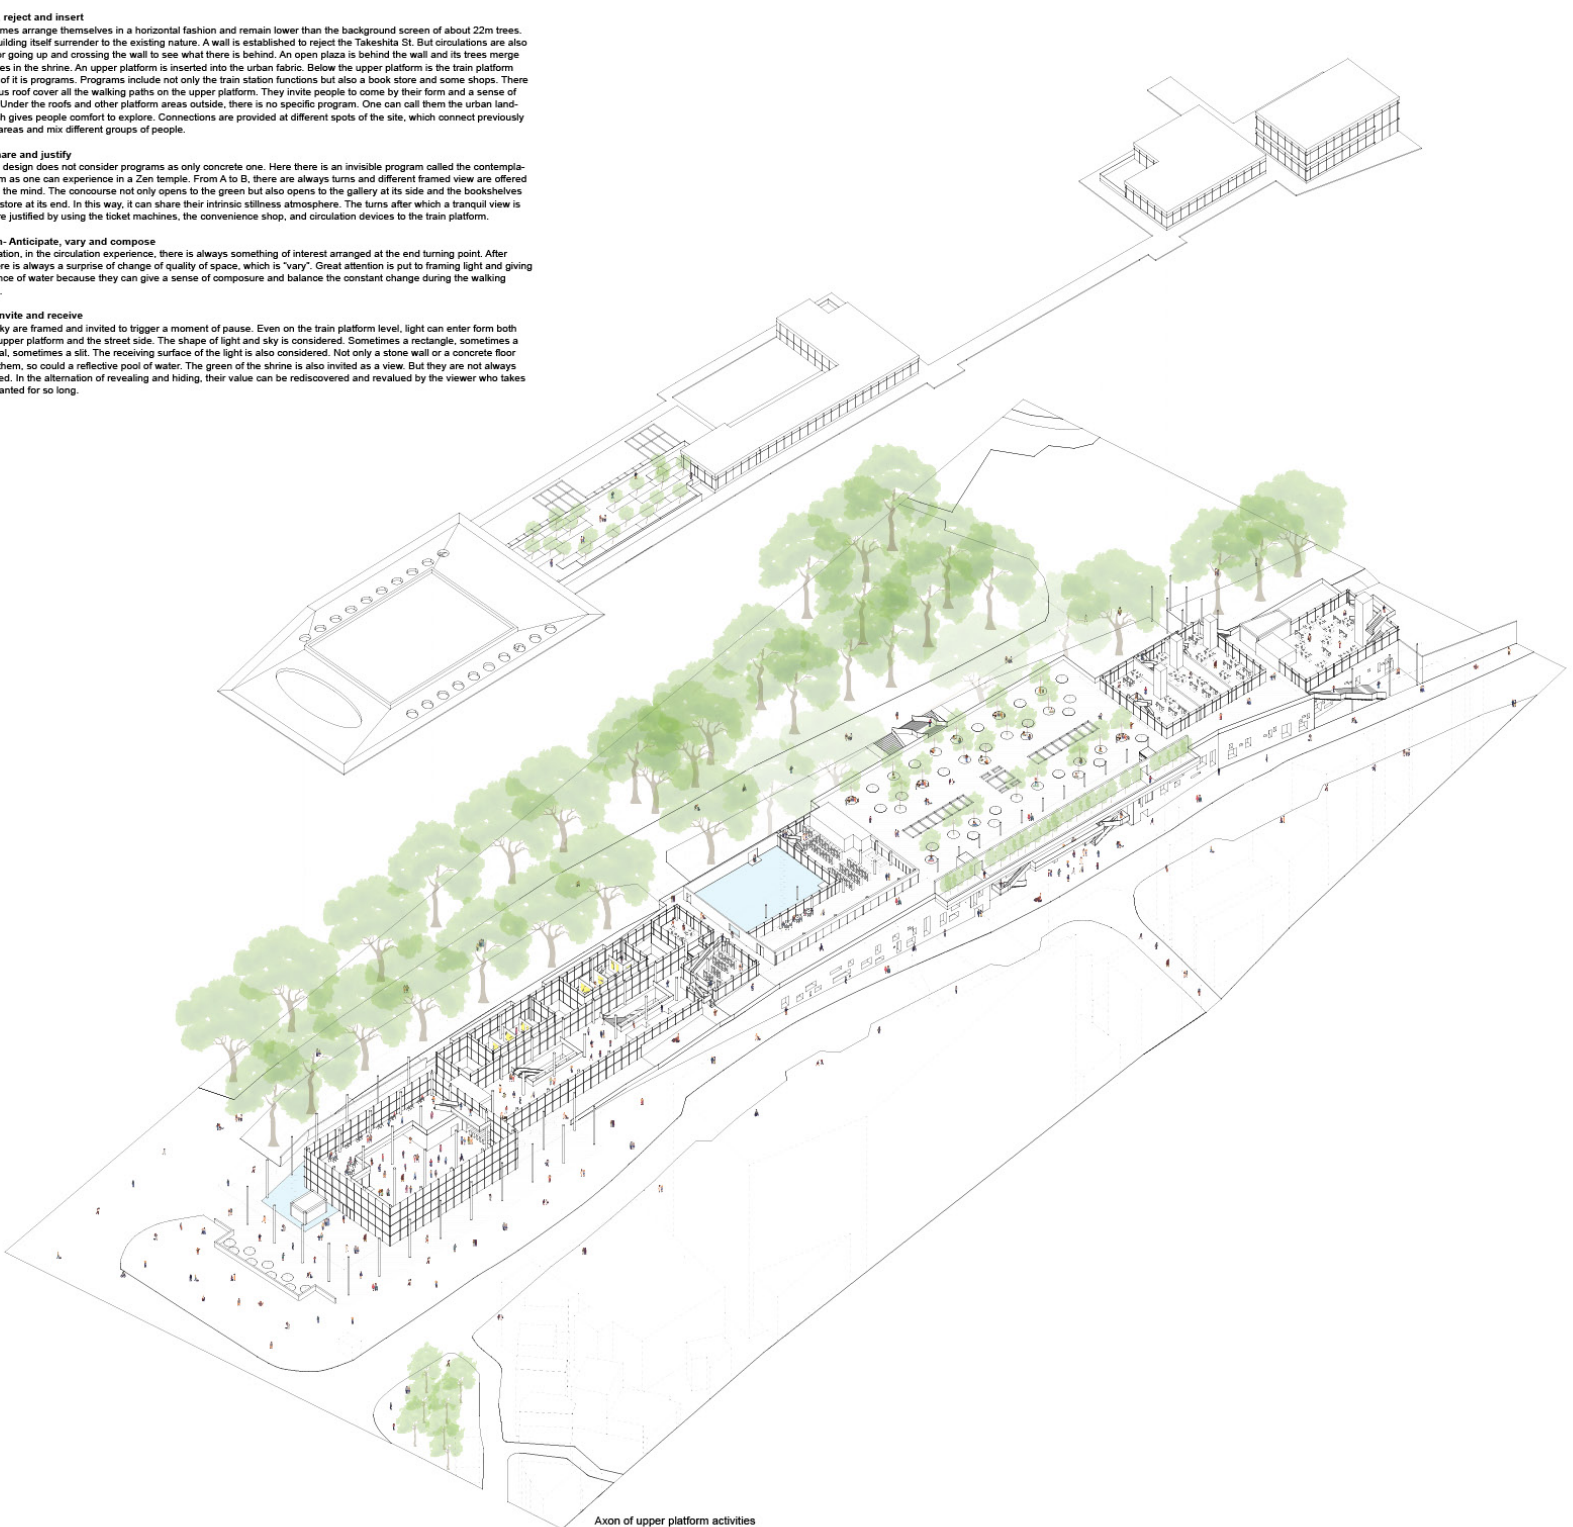 reject and insert
mes arrange themselves in a horizontal fashion and remain lower than the background screen of about 22m trees.
uilding itself surrender to the existing nature. A wall is established to reject the Takeshita St. But circulations are also
or going up and crossing the wall to see what there is behind. An open plaza is behind the wall and its trees merge
es in the shrine. An upper platform is inserted into the urban fabric. Below the upper platform is the train platform
of it is programs. Programs include not only the train station functions but also a book store and some shops. There
us roof cover all the walking paths on the upper platform. They invite people to come by their form and a sense of
Under the roofs and other platform areas outside, there is no specific program. One can call them the urban land-
h gives people comfort to explore. Connections are provided at different spots of the site, which connect previously
areas and mix different groups of people.
are and justify
design does not consider programs as only concrete one. Here there is an invisible program called the contempla-
m as one can experience in a Zen temple. From A to B, there are always turns and different framed view are offered
the mind. The concourse not only opens to the green but also opens to the gallery at its side and the bookshelves
store at its end. In this way, it can share their intrinsic stillness atmosphere. The turns after which a tranquil view is
re justified by using the ticket machines, the convenience shop, and circulation devices to the train platform.
n- Anticipate, vary and compose
ation, in the circulation experience, there is always something of interest arranged at the end turning point. After
ere is always a surprise of change of quality of space, which is “vary”. Great attention is put to framing light and giving
nce of water because they can give a sense of composure and balance the constant change during the walking
.
nvite and receive
ky are framed and invited to trigger a moment of pause. Even on the train platform level, light can enter form both
upper platform and the street side. The shape of light and sky is considered. Sometimes a rectangle, sometimes a
al, sometimes a slit. The receiving surface of the light is also considered. Not only a stone wall or a concrete floor
them, so could a reflective pool of water. The green of the shrine is also invited as a view. But they are not always
ed. In the alternation of revealing and hiding, their value can be rediscovered and revalued by the viewer who takes
anted for so long.
Axon of upper platform activities